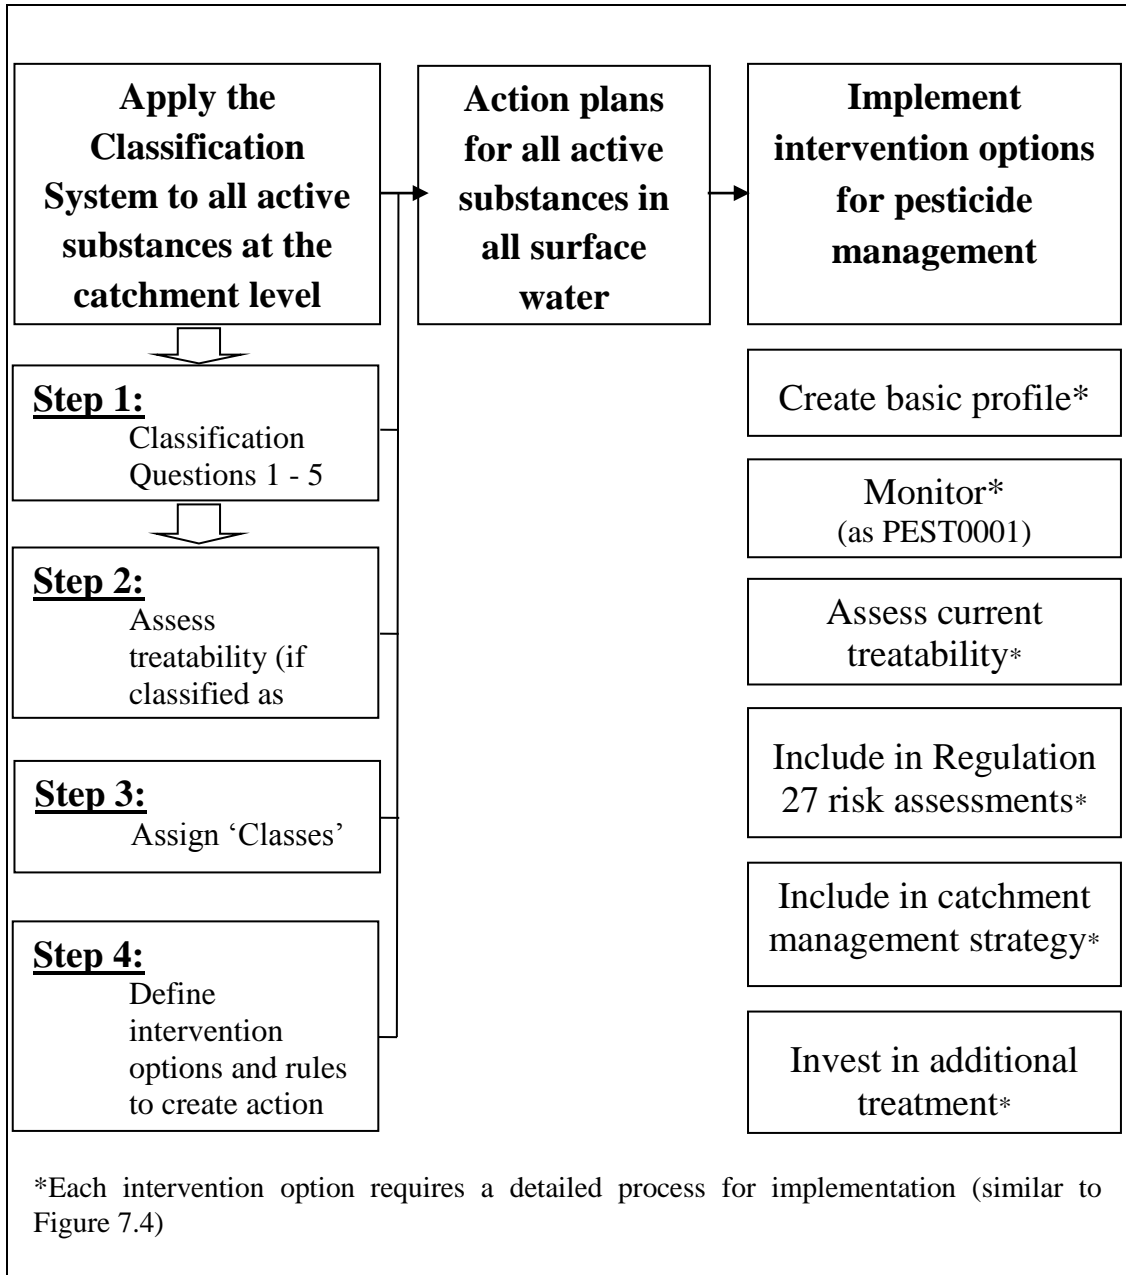 Apply the
Classification
System to all active
substances at the
catchment level
Action plans
for all active
substances in
all surface
water
Implement
intervention options
for pesticide
management
Step 1:
Classification
Questions 1 - 5
Step 2:
Assess
treatability (if
classified as
Step 3:
Assign ‘Classes’
Step 4:
Define
intervention
options and rules
to create action
Create basic profile*
Monitor*
(as PEST0001)
Assess current
treatability*
Include in Regulation
27 risk assessments*
Include in catchment
management strategy*
Invest in additional
treatment*
*Each intervention option requires a detailed process for implementation (similar to
Figure 7.4)